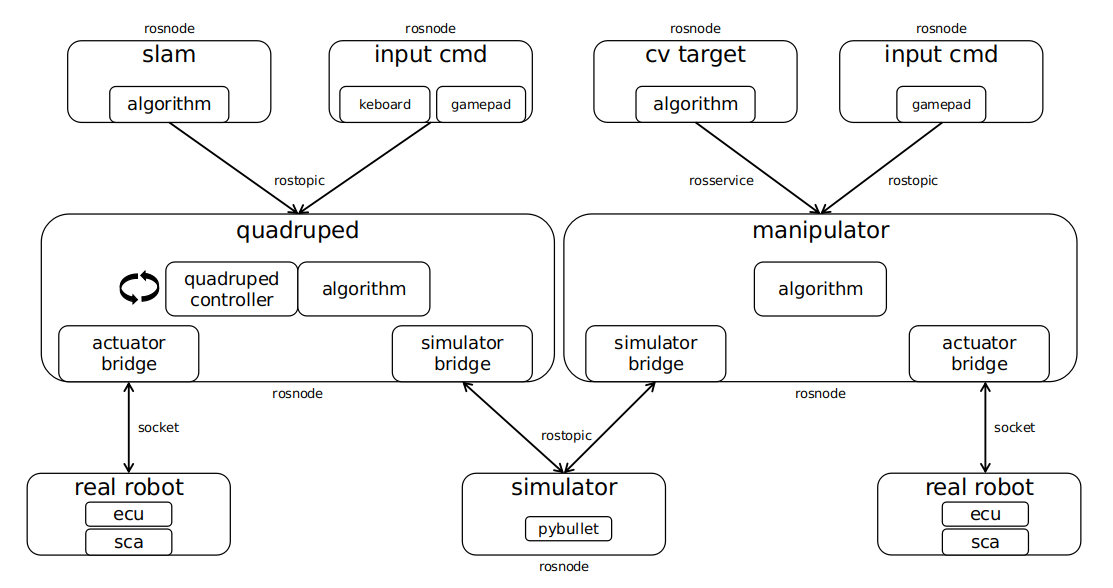 rosnode
rosnode
rosnode
rosnode
slam
input cmd
cv target
input cmd
algorithm
keboard
gamepad
algorithm
gamepad
rostopic
rosservice
rostopic
quadruped
manipulator
quadruped
controller
algorithm
algorithm
actuator
bridge
simulator
bridge
simulator
bridge
actuator
bridge
rosnode
rosnode
socket
rostopic
socket
real robot
ecu
sca
simulator
pybullet
real robot
ecu
sca
rosnode